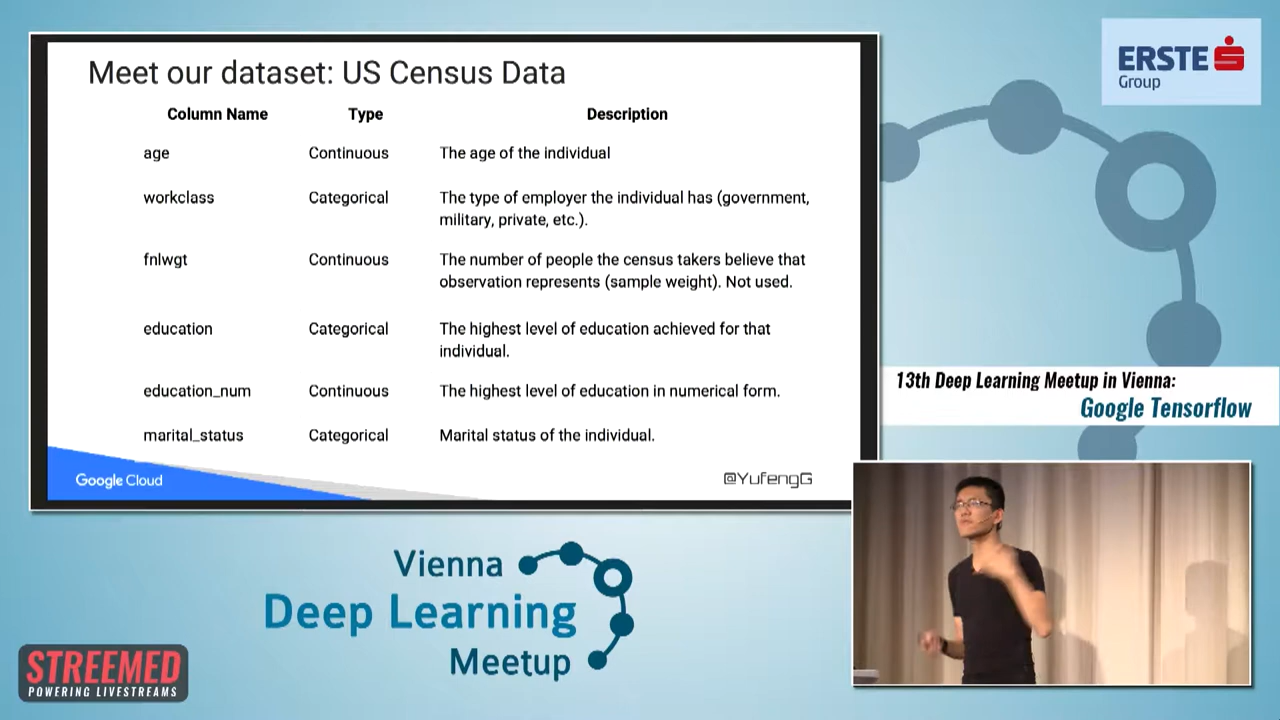 Meet our dataset: US Census Data
Column Name Type Description
age Continuous The age of the individual
workclass Categorical The type of employer the individual has (government,
military, private, etc.).
fnlwgt Continuous The number of people the census takers believe that
observation represents (sample weight). Not used.
education Categorical The highest level of education achieved for that
individual.
education_num Continuous The highest level of education in numerical form.
marital_status Categorical Marital status of the individual.
Google Cloud
@YufengG
ERSTE
Group
13th Deep Learning Meetup in Vienna:
Google Tensorflow
Vienna
Deep Learning
Meetup
STREEMED
POWERING LIVESTREAMS